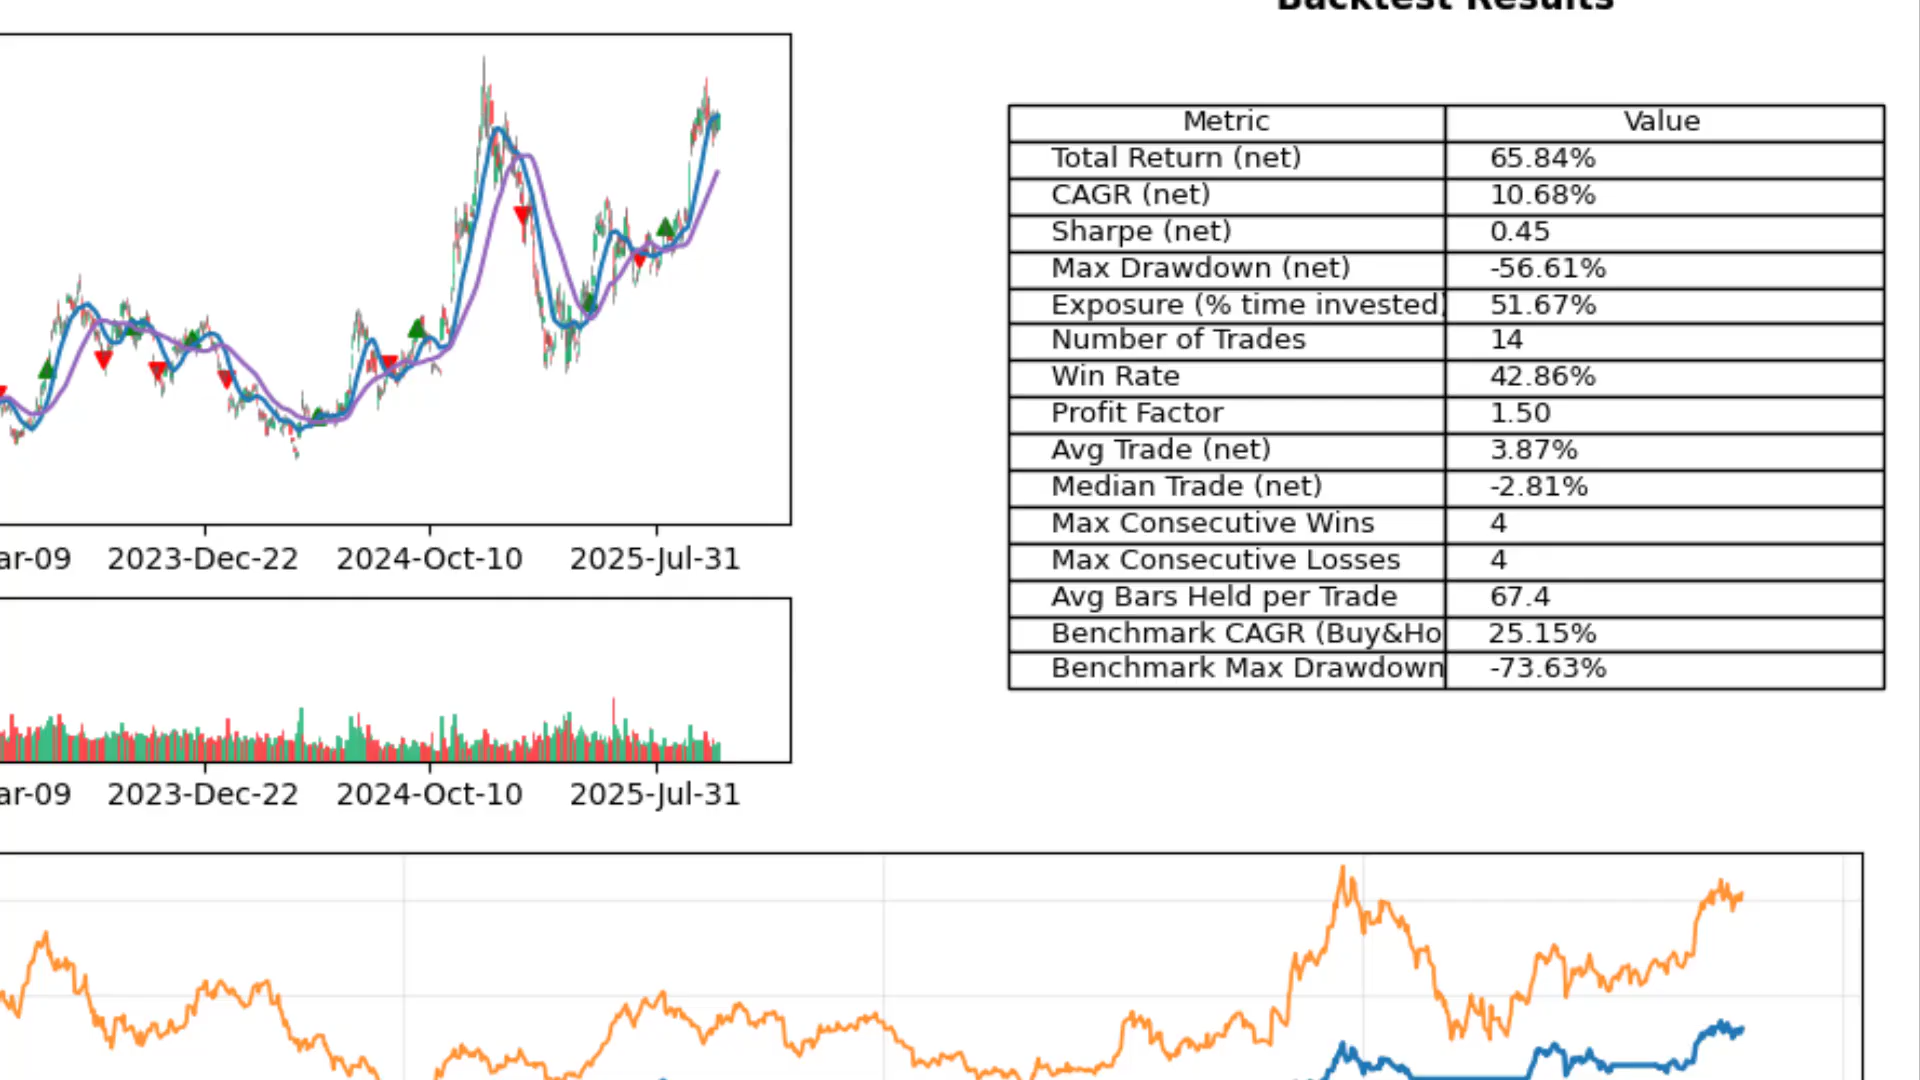 Backtest Results
Metric Value
Total Return (net) 65.84%
CAGR (net) 10.68%
Sharpe (net) 0.45
Max Drawdown (net) -56.61%
Exposure (% time invested) 51.67%
Number of Trades 14
Win Rate 42.86%
Profit Factor 1.50
Avg Trade (net) 3.87%
Median Trade (net) -2.81%
Max Consecutive Wins 4
Max Consecutive Losses 4
Avg Bars Held per Trade 67.4
Benchmark CAGR (Buy&Ho 25.15%
Benchmark Max Drawdown -73.63%
ar-09 2023-Dec-22 2024-Oct-10 2025-Jul-31
ar-09 2023-Dec-22 2024-Oct-10 2025-Jul-31